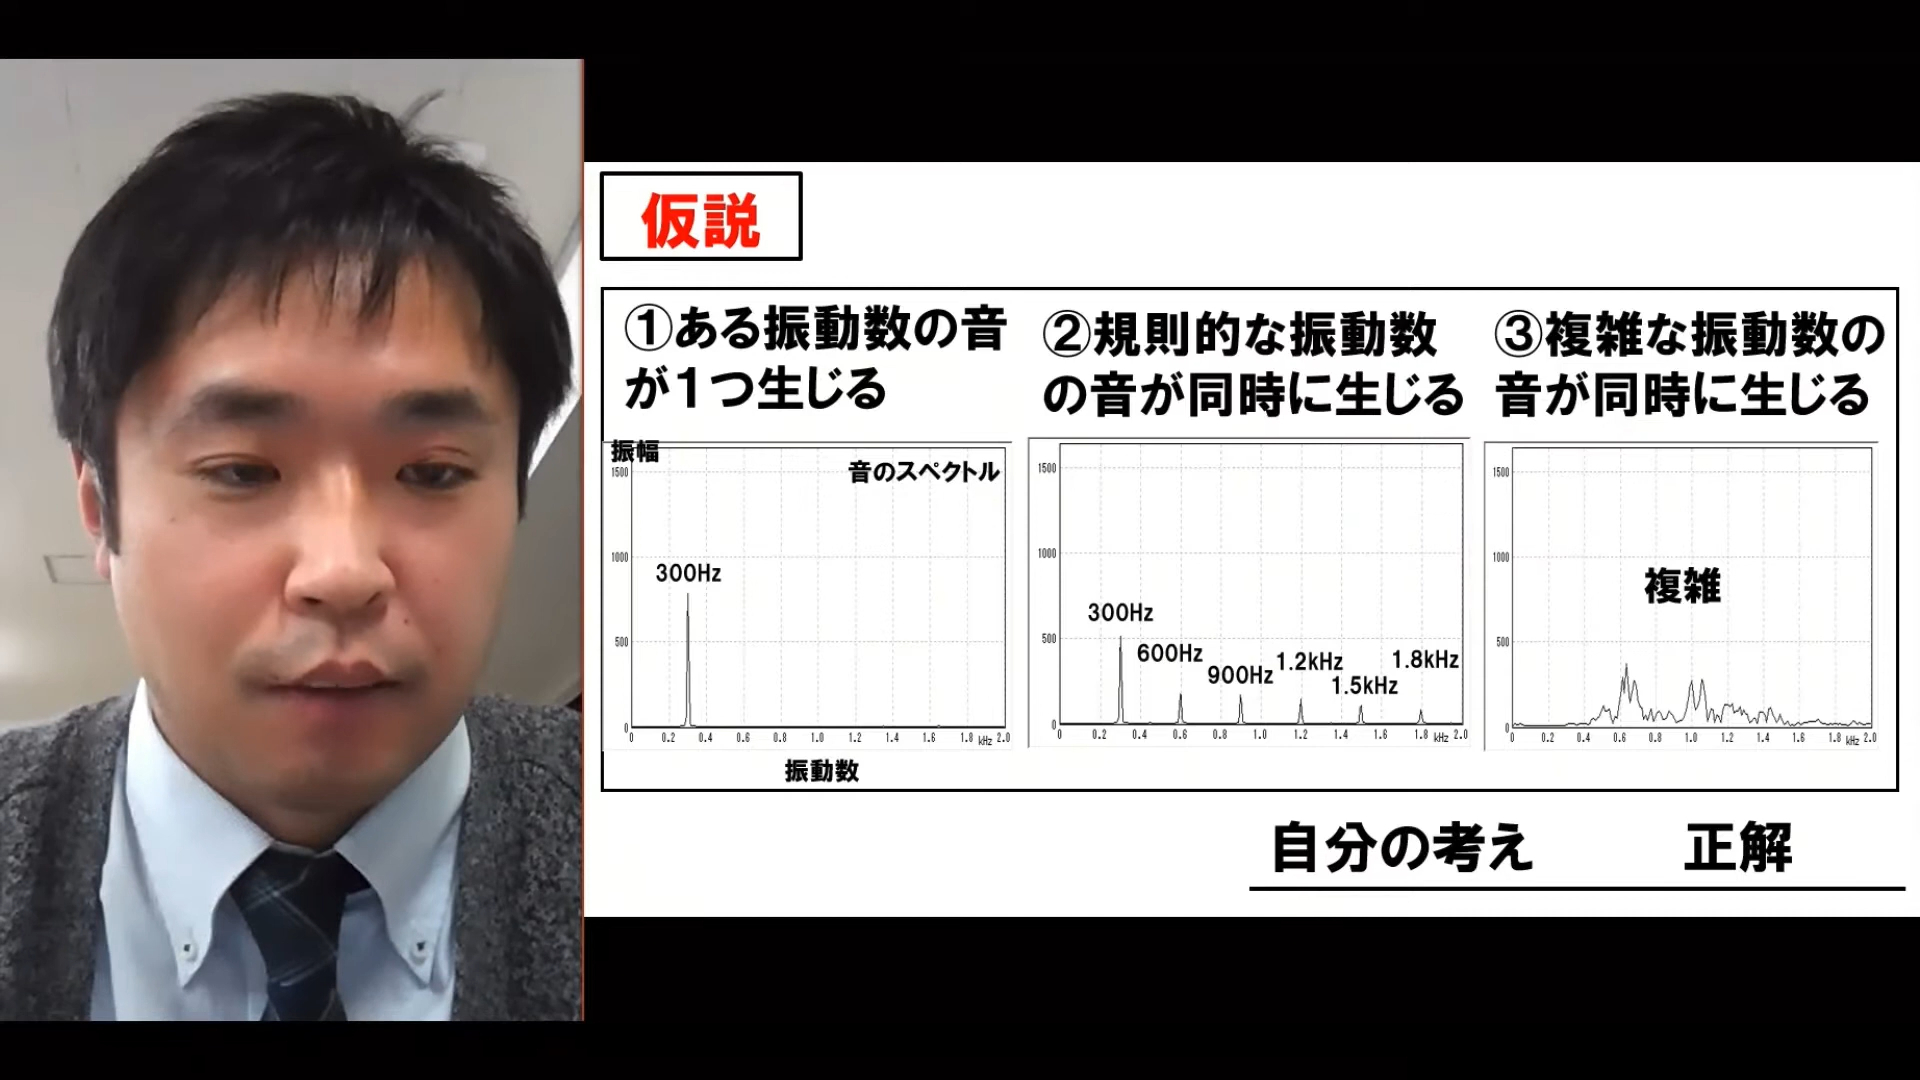 仮説
①ある振動数の音
が1つ生じる
②規則的な振動数
の音が同時に生じる
③複雑な振動数の
音が同時に生じる
振幅
音のスペクトル
1500
1000
500
0
300Hz
0 0.2 0.4 0.6 0.8 1.0 1.2 1.4 1.6 1.8 kHz 2.0
振動数
1500
1000
500
0
300Hz
600Hz
900Hz
1.2kHz
1.5kHz
1.8kHz
0 0.2 0.4 0.6 0.8 1.0 1.2 1.4 1.6 1.8 kHz 2.0
1500
1000
500
0
複雑
0 0.2 0.4 0.6 0.8 1.0 1.2 1.4 1.6 1.8 kHz 2.0
自分の考え 正解